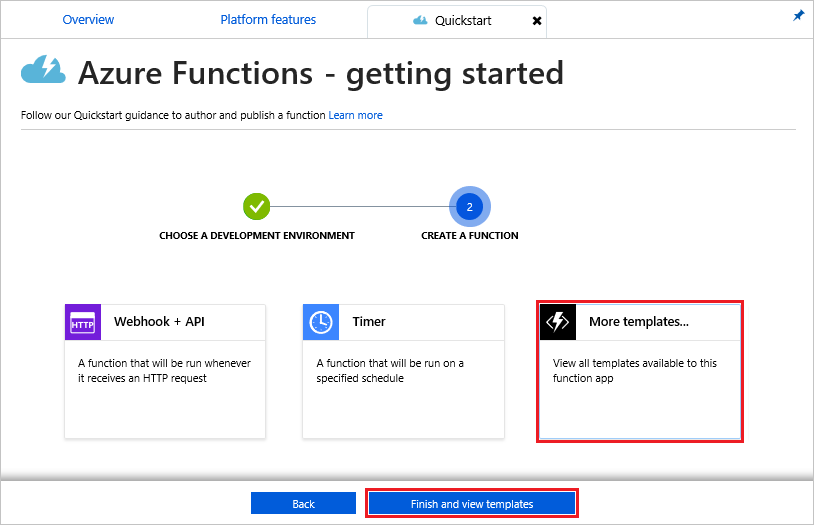 Overview
Platform features
Quickstart
Azure Functions - getting started
Follow our Quickstart guidance to author and publish a function Learn more
2
CHOOSE A DEVELOPMENT ENVIRONMENT
CREATE A FUNCTION
HTTP
Webhook + API
A function that will be run whenever
it receives an HTTP request
Timer
A function that will be run on a
specified schedule
More templates...
View all templates available to this
function app
Back
Finish and view templates